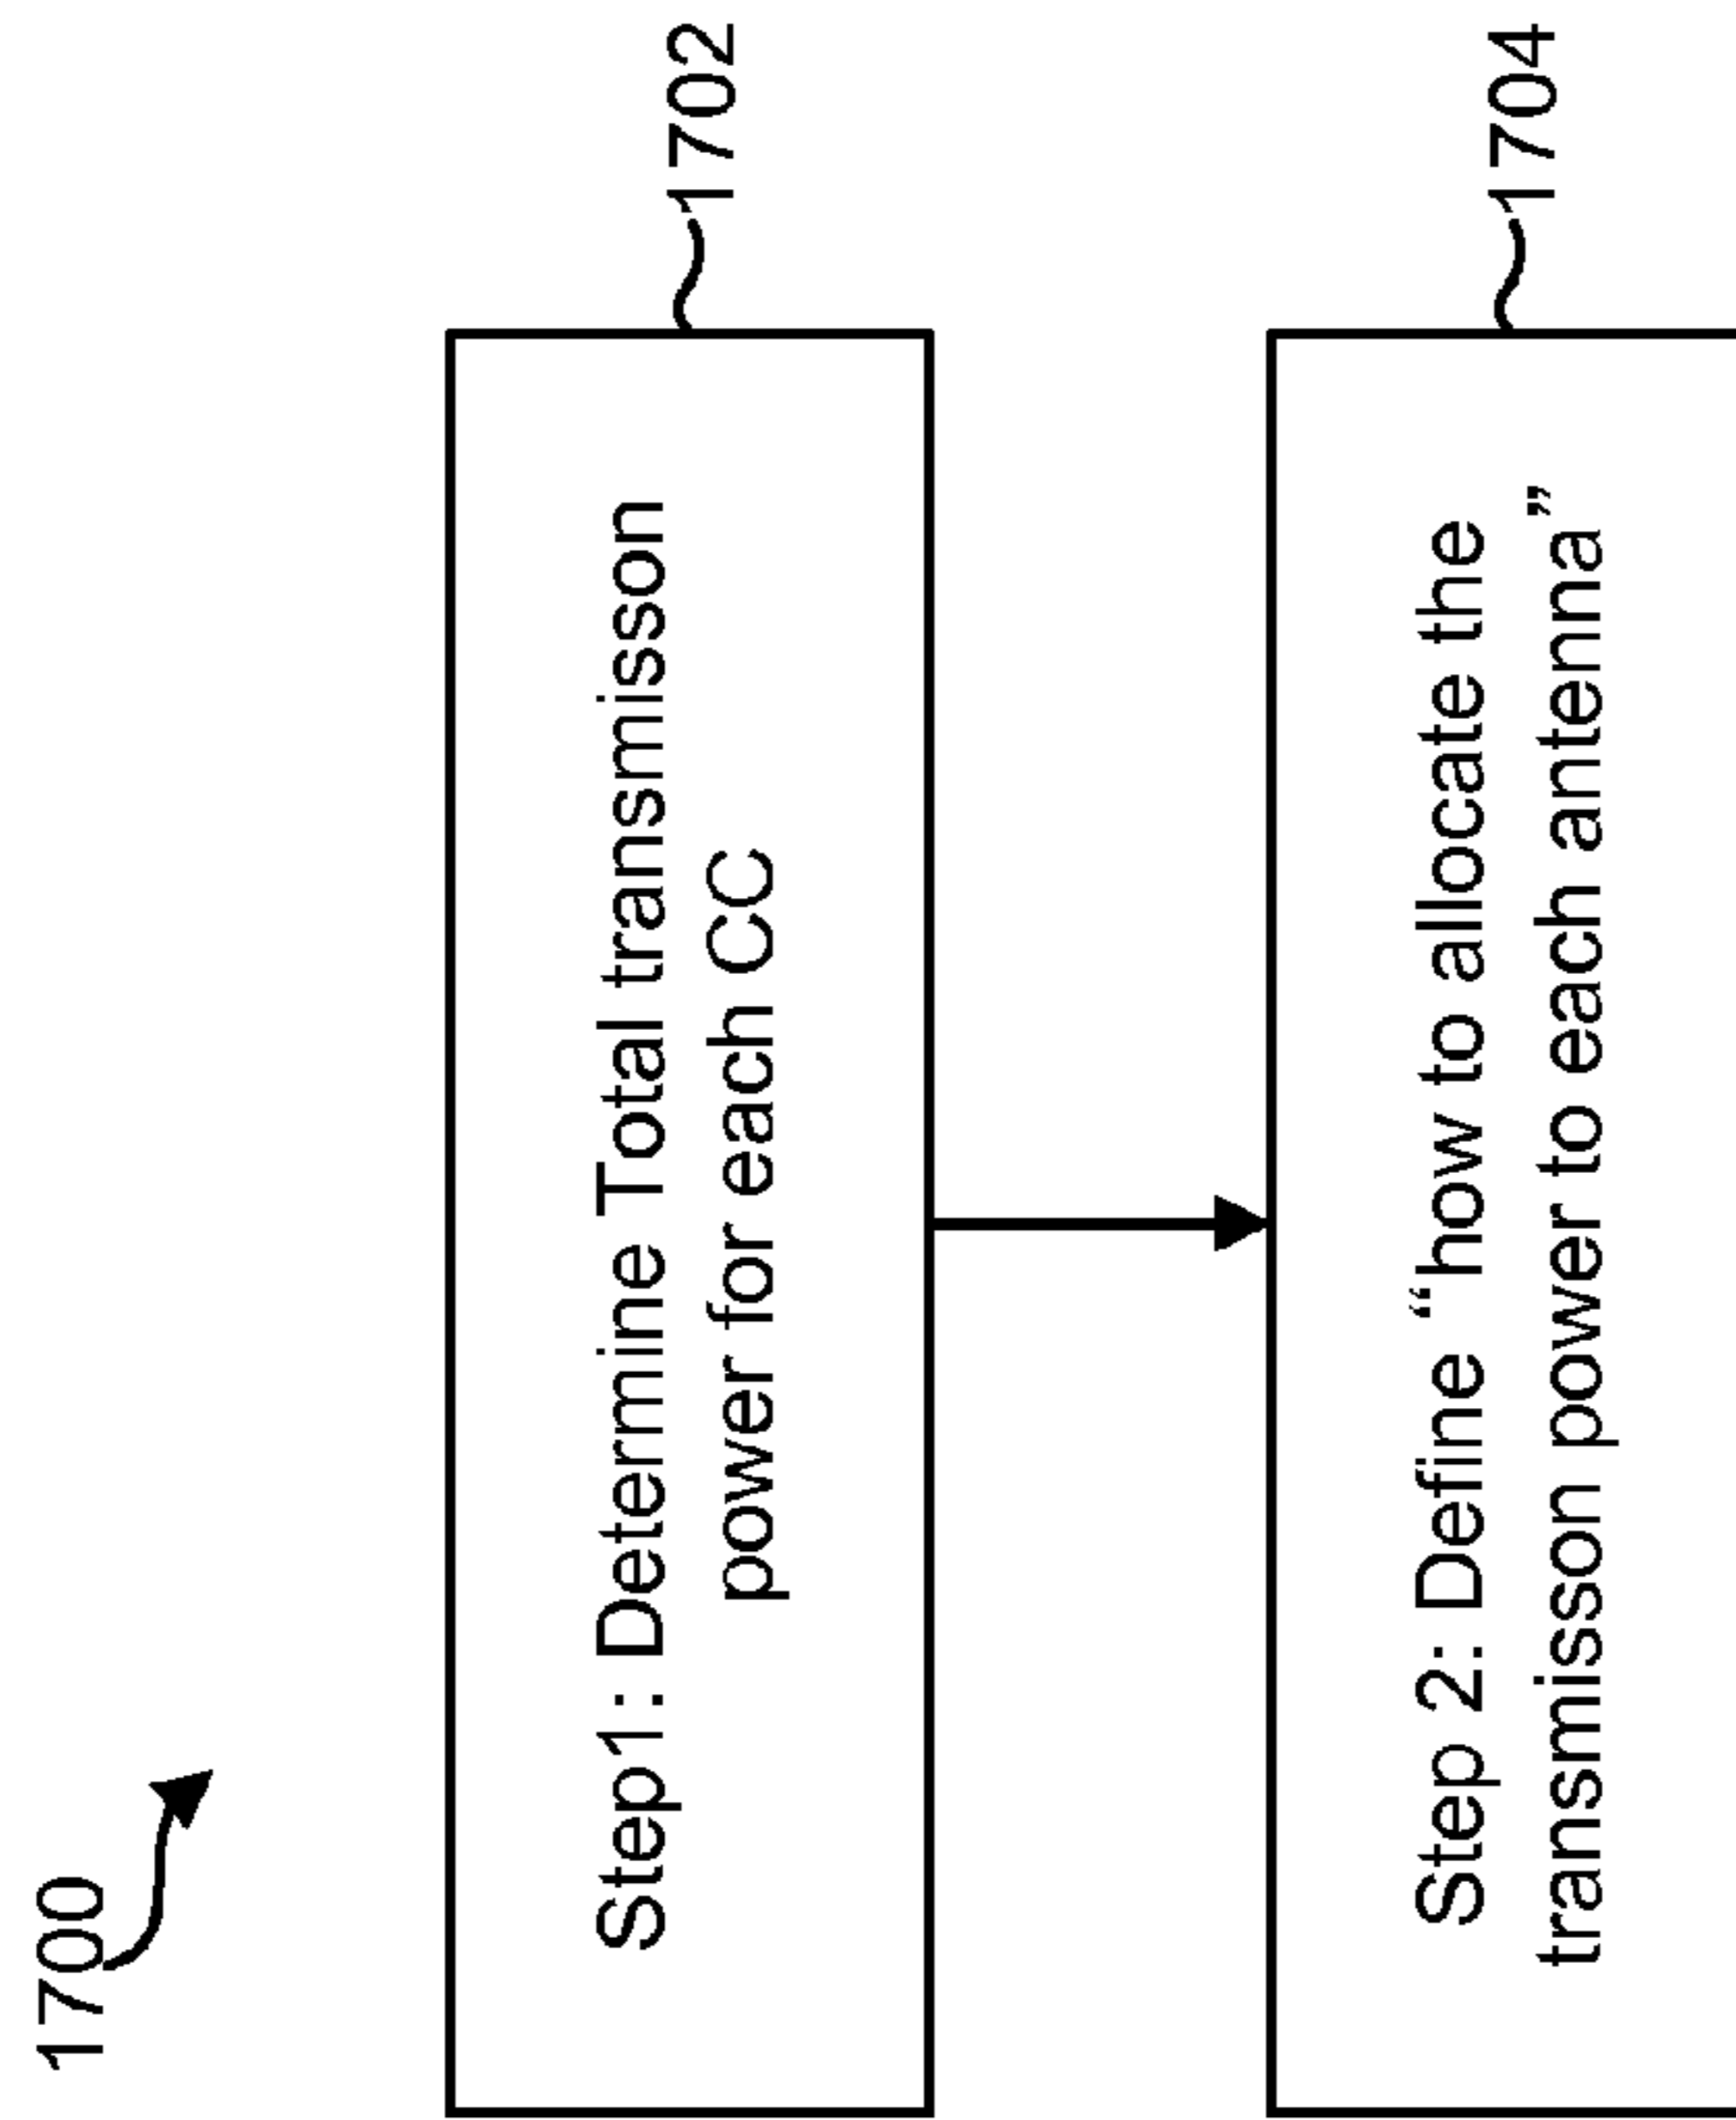 1700
Step1: Determine Total transmisson
power for each CC
1702
Step 2: Define “how to allocate the
transmisson power to each antenna”
1704